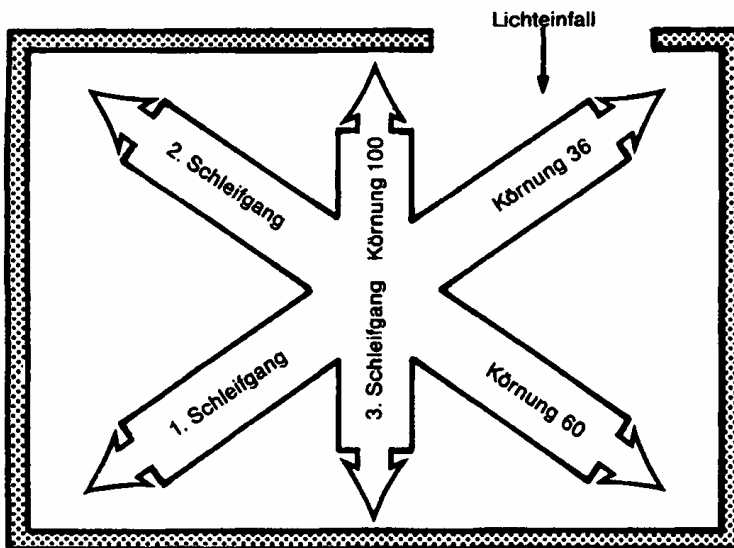 Lichteinfall
2. Schleifgang
Körnung 60
3. Schleifgang Körnung 100
1. Schleifgang
Körnung 36